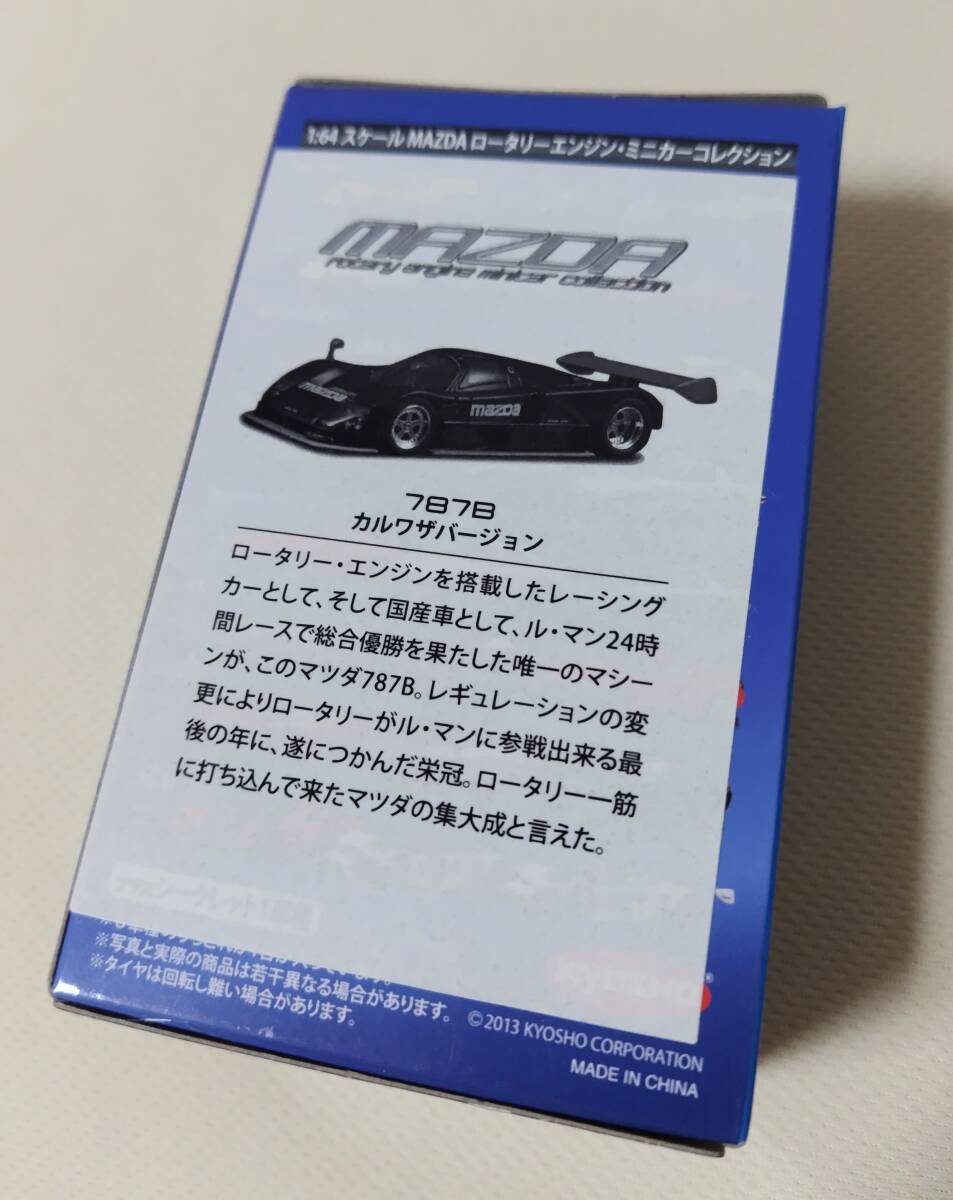 1:64 スケール MAZDA ロータリーエンジン・ミニカーコレクション
mazda
rotary engine minicar collection
mazda
mazda
787B
カルワザバージョン
ロータリー・エンジンを搭載したレーシング
カーとして、そして国産車として、ル・マン24時
間レースで総合優勝を果たした唯一のマシー
ンが、このマツダ787B。レギュレーションの変
更によりロータリーがル・マンに参戦出来る最
後の年に、遂につかんだ栄冠。ロータリー一筋
に打ち込んで来たマツダの集大成と言えた。
※写真と実際の商品は若干異なる場合があります。
※タイヤは回転し難い場合があります。
© 2013 KYOSHO CORPORATION
MADE IN CHINA